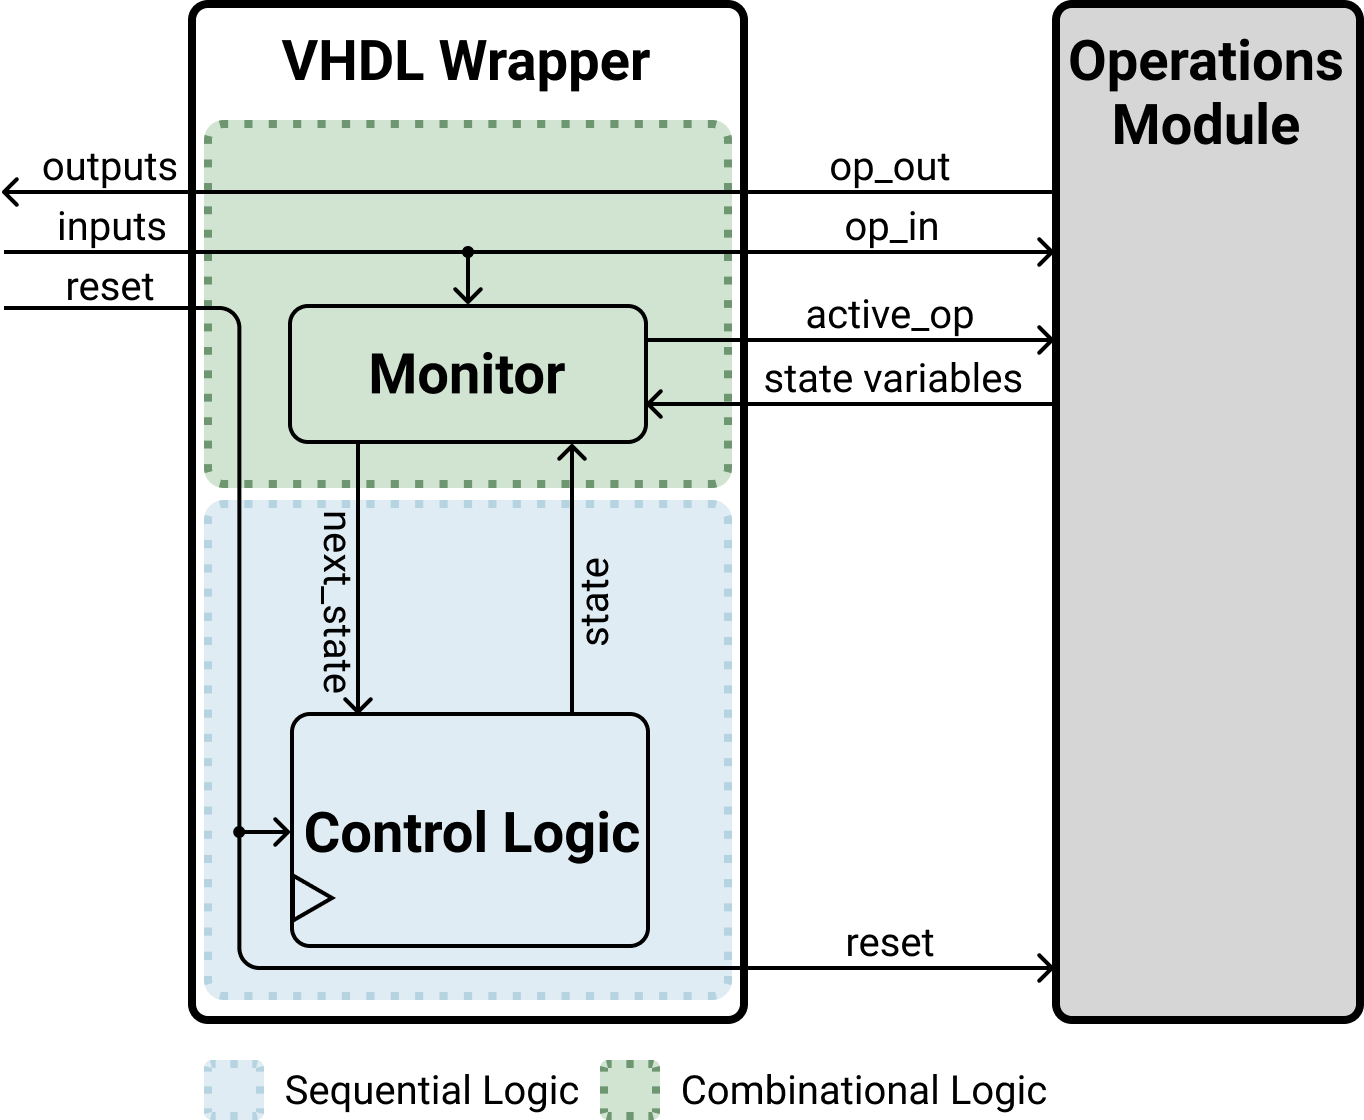 VHDL Wrapper
Operations
Module
outputs
op_out
inputs
op_in
reset
active_op
Monitor
state variables
next_state
state
Control Logic
reset
Sequential Logic
Combinational Logic